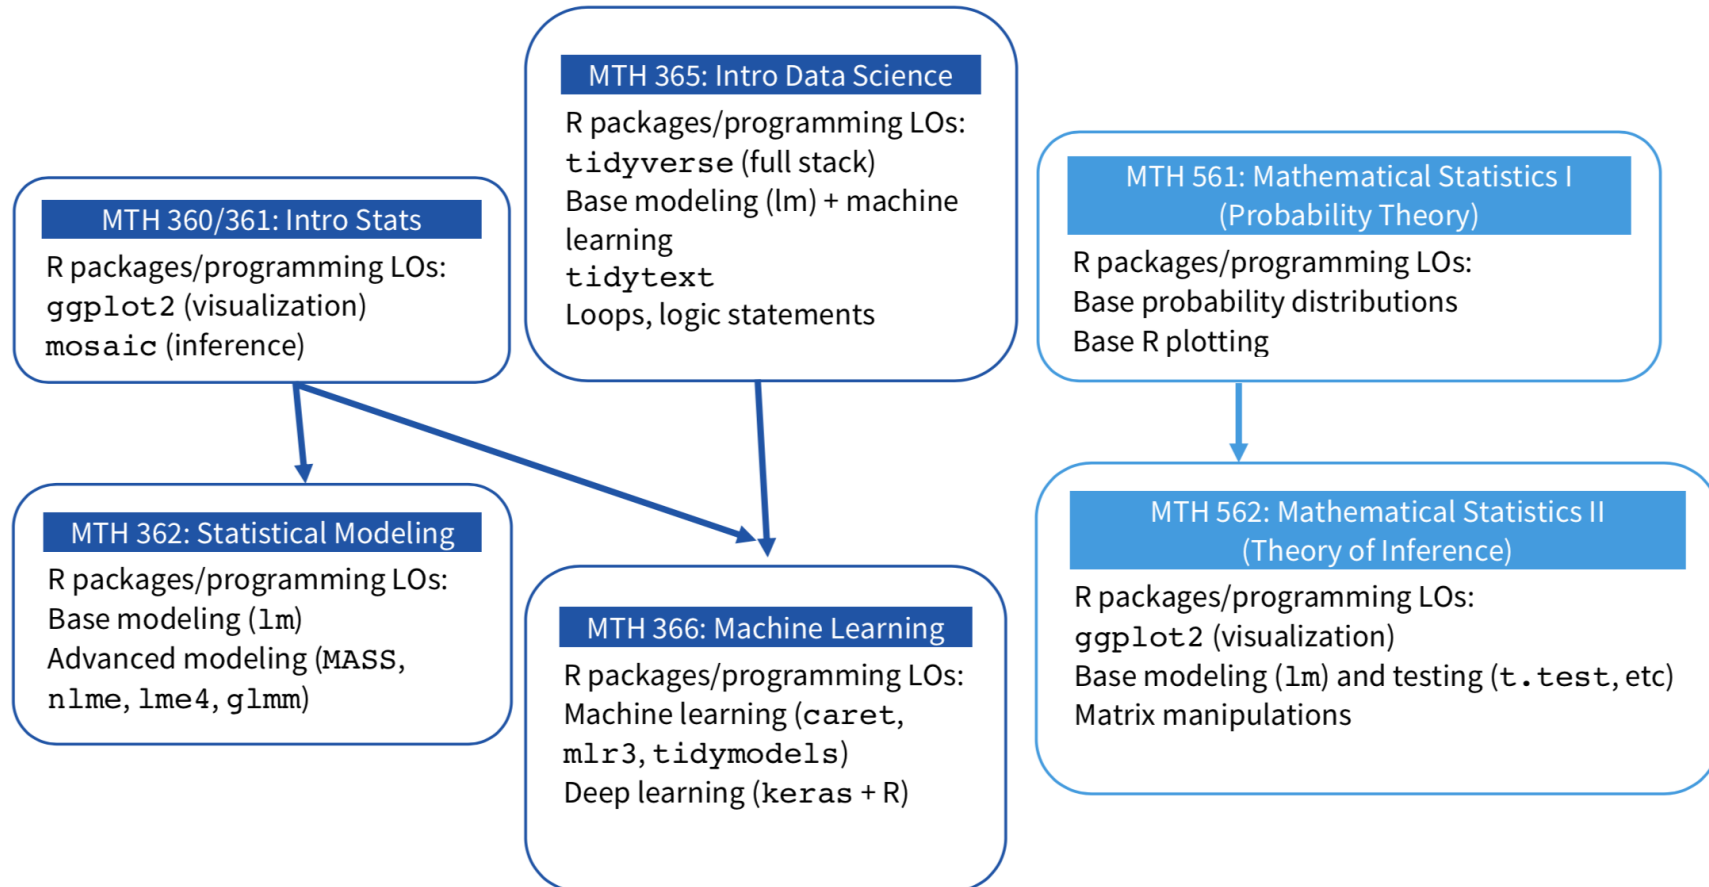 MTH 365: Intro Data Science
R packages/programming LOs:
tidyverse (full stack)
Base modeling (lm) + machine
learning
tidytext
Loops, logic statements
MTH 360/361: Intro Stats
R packages/programming LOs:
ggplot2 (visualization)
mosaic (inference)
MTH 561: Mathematical Statistics I
(Probability Theory)
R packages/programming LOs:
Base probability distributions
Base R plotting
MTH 362: Statistical Modeling
R packages/programming LOs:
Base modeling (lm)
Advanced modeling (MASS,
nlme, lme4, glmm)
MTH 366: Machine Learning
R packages/programming LOs:
Machine learning (caret,
mlr3, tidymodels)
Deep learning (keras + R)
MTH 562: Mathematical Statistics II
(Theory of Inference)
R packages/programming LOs:
ggplot2 (visualization)
Base modeling (lm) and testing (t.test, etc)
Matrix manipulations